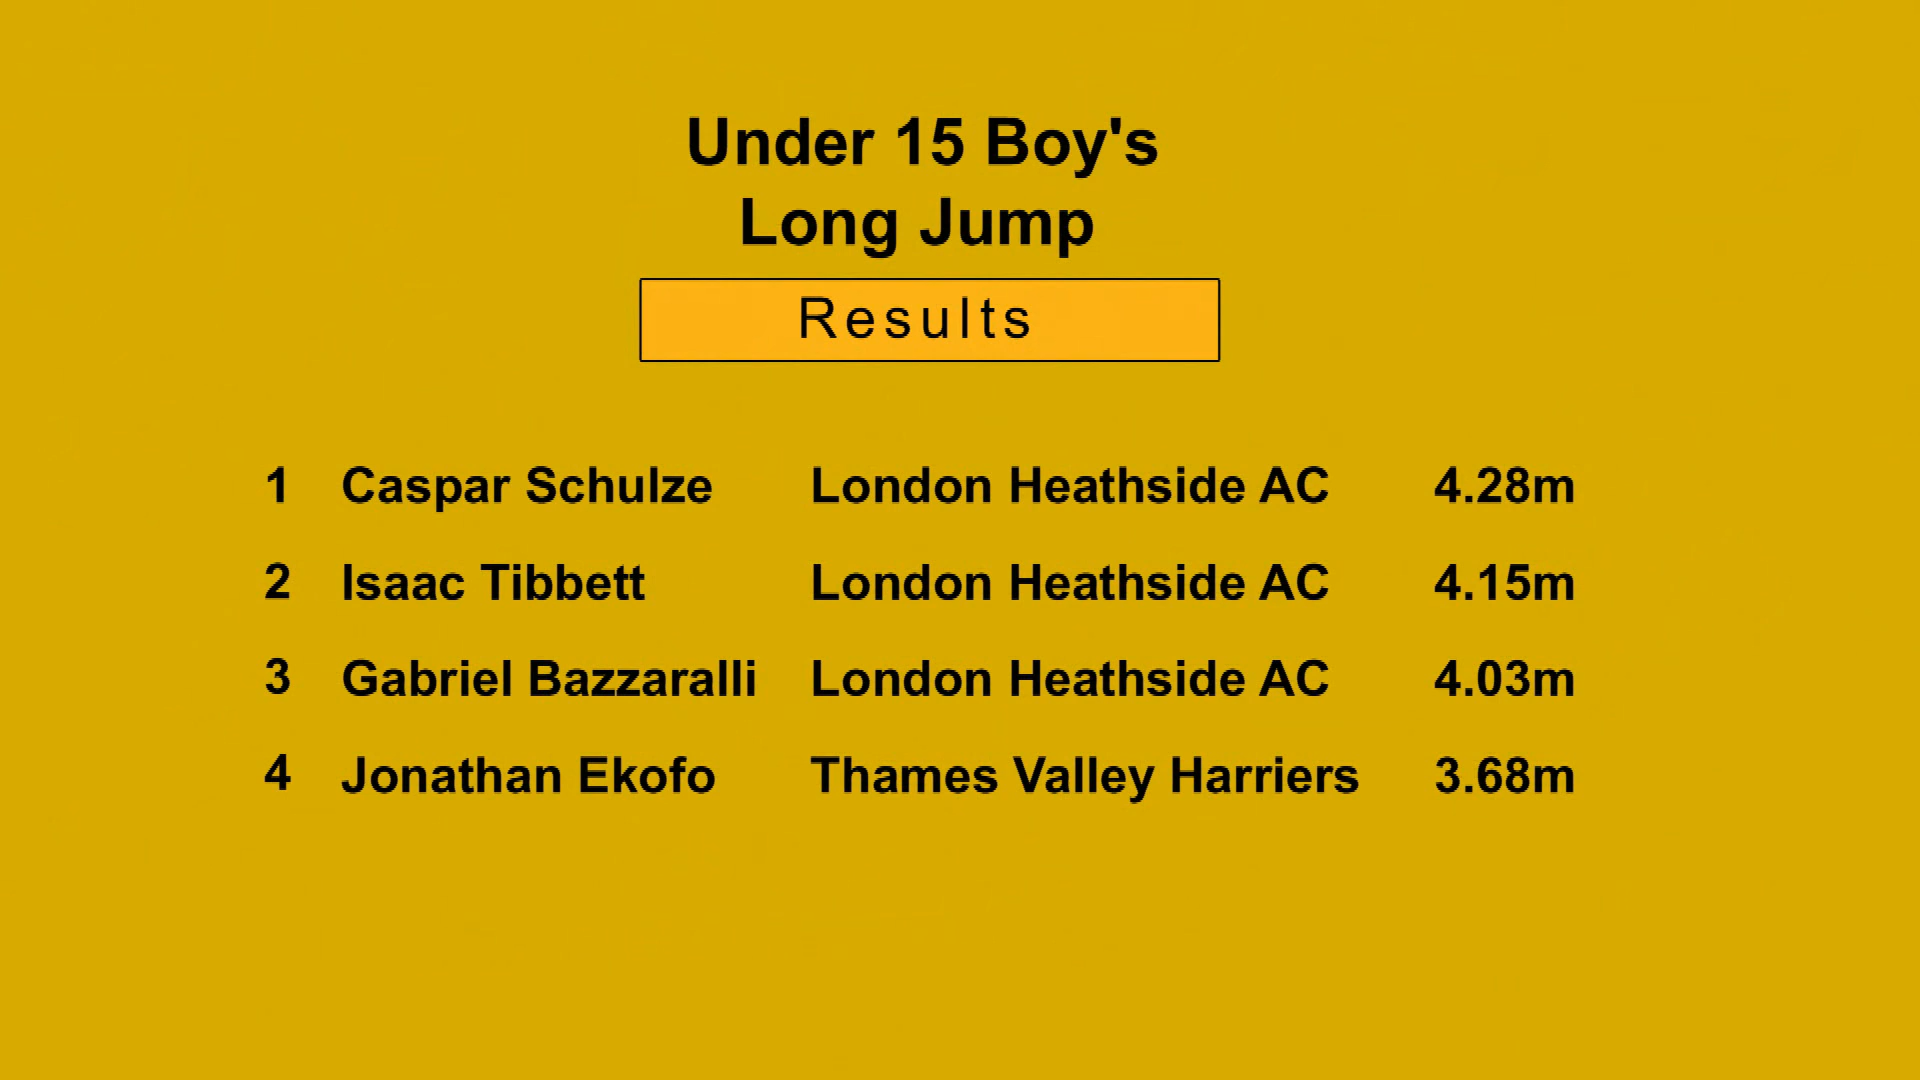 Under 15 Boy's
Long Jump
Results
1 Caspar Schulze London Heathside AC 4.28m
2 Isaac Tibbett London Heathside AC 4.15m
3 Gabriel Bazzaralli London Heathside AC 4.03m
4 Jonathan Ekofo Thames Valley Harriers 3.68m